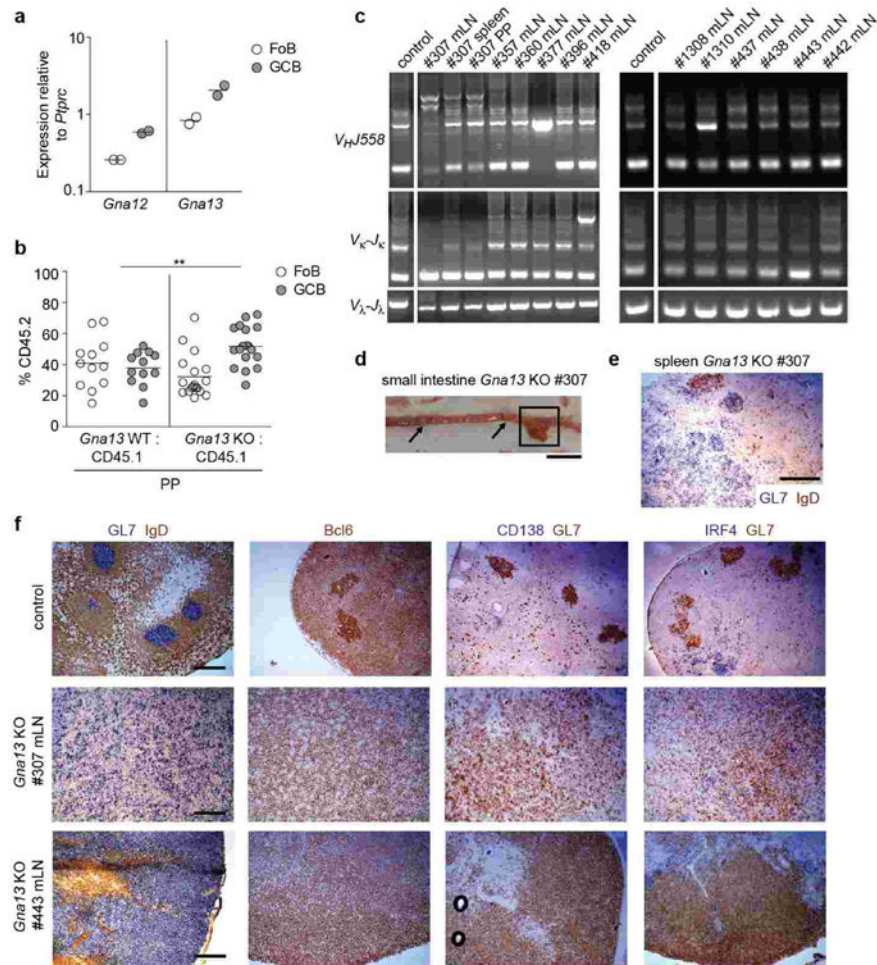 a
Expression relative
to Ptprc
10
1
0.1
Gna12
Gna13
FoB
GCB
b
**
FoB
GCB
% CD45.2
100
80
60
40
20
0
Gna13 WT :
CD45.1
Gna13 KO :
CD45.1
PP
c
control
#307 mLN
#307 spleen
#307 PP
#357 mLN
#360 mLN
#377 mLN
#396 mLN
#418 mLN
control
#1308 mLN
#1310 mLN
#437 mLN
#438 mLN
#443 mLN
#442 mLN
VHJ558
Vκ-Jκ
Vλ-Jλ
d
small intestine Gna13 KO #307
e
spleen Gna13 KO #307
GL7 IgD
f
GL7 IgD
Bcl6
CD138 GL7
IRF4 GL7
control
Gna13 KO
#307 mLN
Gna13 KO
#443 mLN